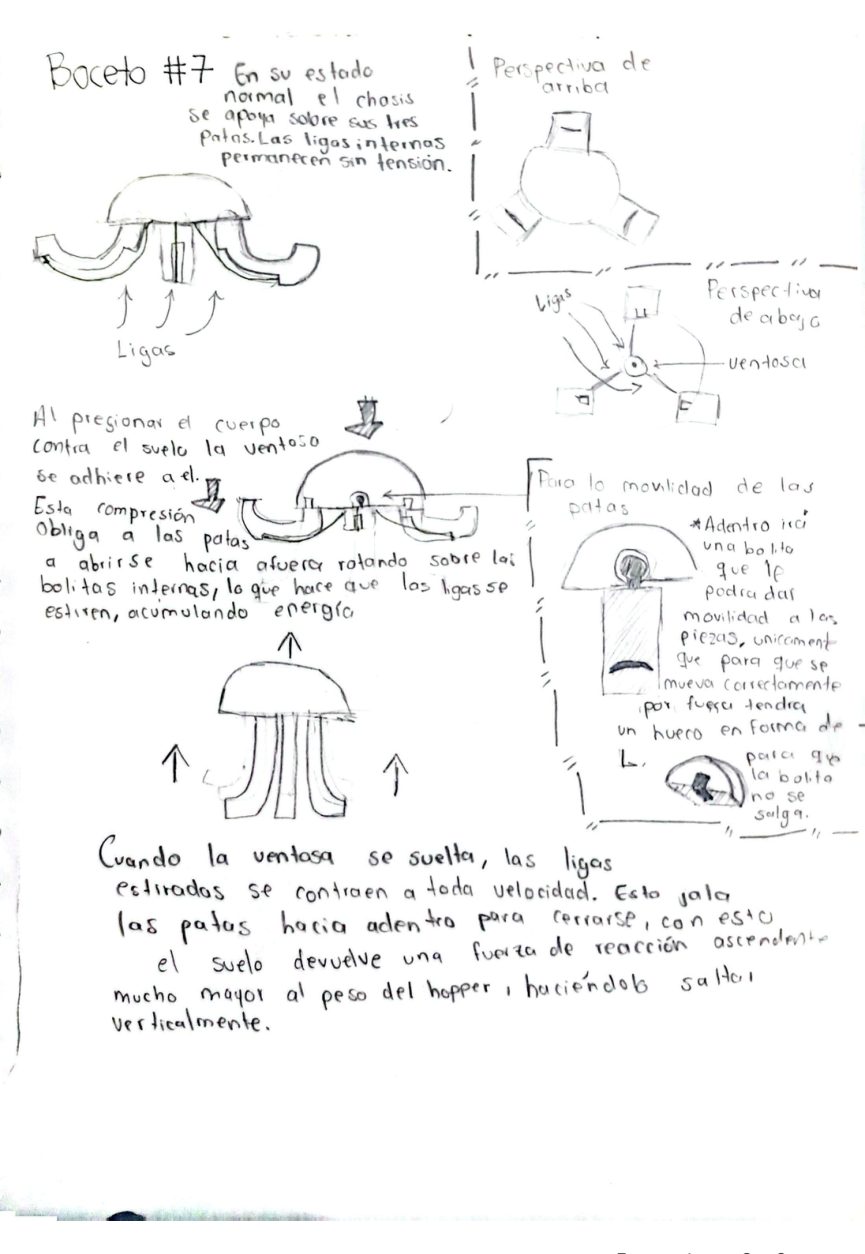 Boceto #7
En su estado
normal el chasis
se apoya sobre sus tres
patas. Las ligas internas
permanecen sin tensión.
Ligas
Perspectiva de
arriba
Perspectiva
de abajo
Ligas
ventosa
Al presionar el cuerpo
contra el suelo la ventosa
se adhiere a el.
Esta compresión
obliga a las patas
a abrirse hacia afuera rotando sobre las
bolitas internas, lo que hace que las ligas se
estiren, acumulando energía
Para la movilidad de las
patas
*Adentro irá
una bolita
que le
podra dar
movilidad a las
piezas, unicament
que para que se
mueva correctamente
por fuera tendra
un hueco en forma de
L. para que
la bolita
no se
salga.
Cuando la ventosa se suelta, las ligas
estiradas se contraen a toda velocidad. Esto jala
las patas hacia adentro para cerrarse, con esto
el suelo devuelve una fuerza de reacción ascendente
mucho mayor al peso del hopper, haciéndolo saltar
verticalmente.